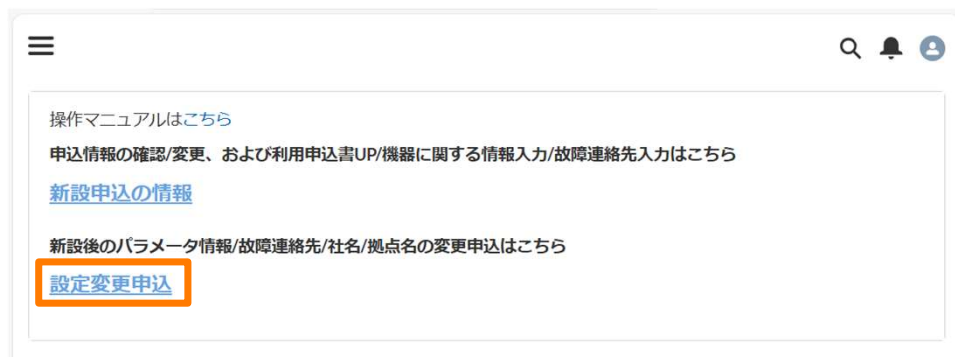 操作マニュアルはこちら
申込情報の確認/変更、および利用申込書UP/機器に関する情報入力/故障連絡先入力はこちら
新設申込の情報
新設後のパラメータ情報/故障連絡先/社名/拠点名の変更申込はこちら
設定変更申込